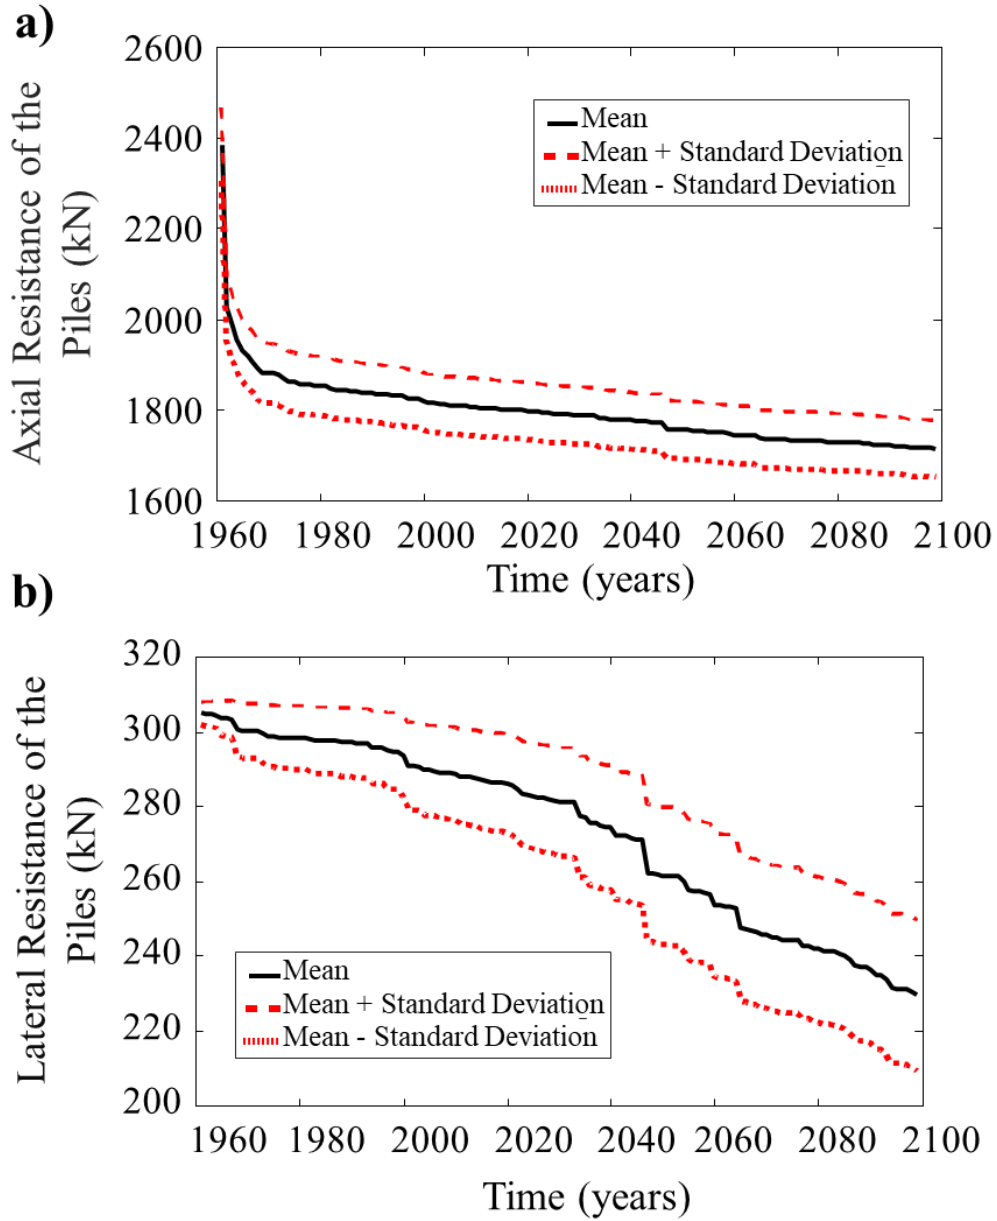 a)
Axial Resistance of the
Piles (kN)
2600
2400
2200
2000
1800
1600
Mean
Mean + Standard Deviation
Mean - Standard Deviation
1960 1980 2000 2020 2040 2060 2080 2100
Time (years)
b)
Lateral Resistance of the
Piles (kN)
320
300
280
260
240
220
200
Mean
Mean + Standard Deviation
Mean - Standard Deviation
1960 1980 2000 2020 2040 2060 2080 2100
Time (years)